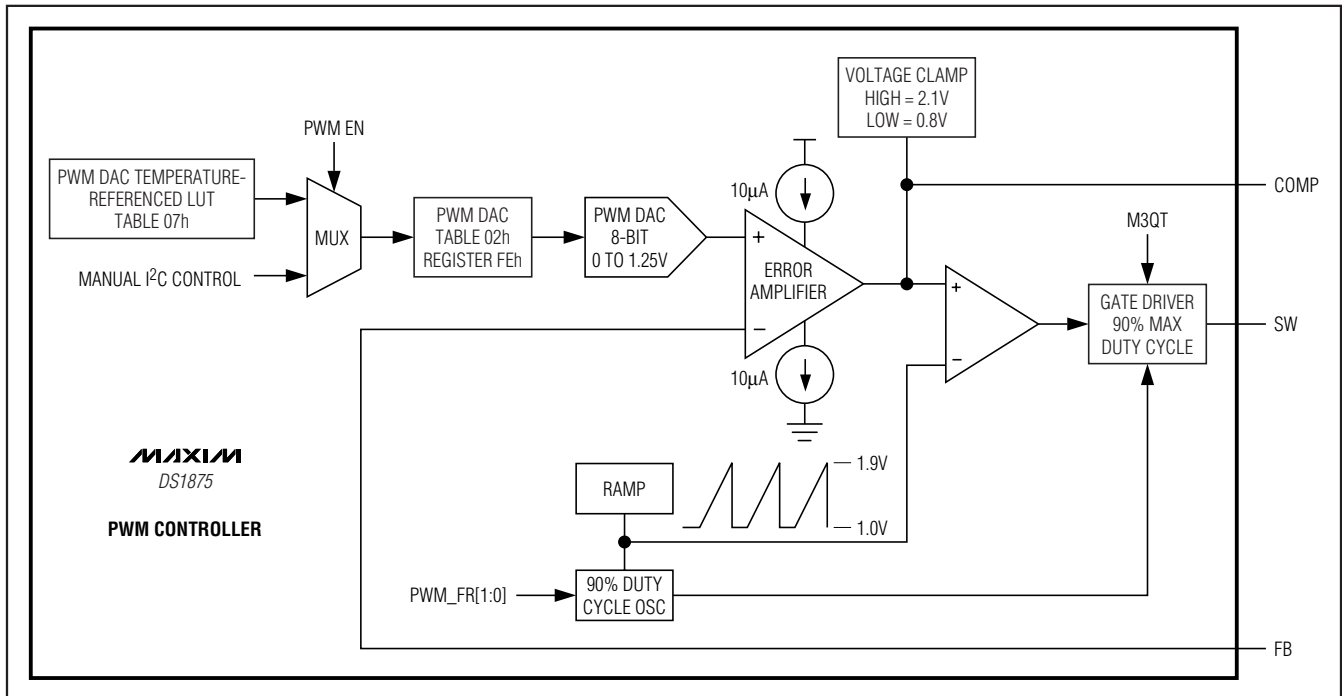 VOLTAGE CLAMP
HIGH = 2.1V
LOW = 0.8V
PWM EN
PWM DAC TEMPERATURE-
REFERENCED LUT
TABLE 07h
MUX
MANUAL I²C CONTROL
PWM DAC
TABLE 02h
REGISTER FEh
PWM DAC
8-BIT
0 TO 1.25V
10µA
+
ERROR
AMPLIFIER
−
10µA
COMP
+
−
M3QT
GATE DRIVER
90% MAX
DUTY CYCLE
SW
MAXIM
DS1875
PWM CONTROLLER
RAMP
1.9V
1.0V
PWM_FR[1:0]
90% DUTY
CYCLE OSC
FB